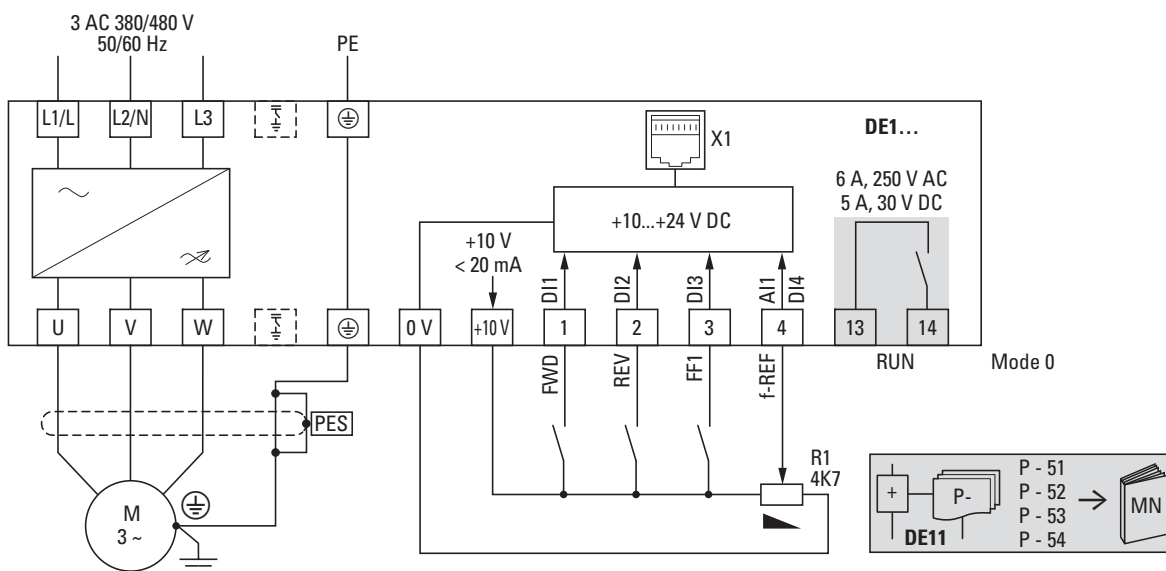 3 AC 380/480 V
50/60 Hz
PE
L1/L
L2/N
L3
X1
DE1…
6 A, 250 V AC
5 A, 30 V DC
+10...+24 V DC
+10 V
< 20 mA
DI1
DI2
DI3
AI1
DI4
U
V
W
0 V
+10 V
1
2
3
4
13
14
RUN
Mode 0
FWD
REV
FF1
f-REF
PES
R1
4K7
M
3 ~
+
P-
DE11
P - 51
P - 52
P - 53
P - 54
MN